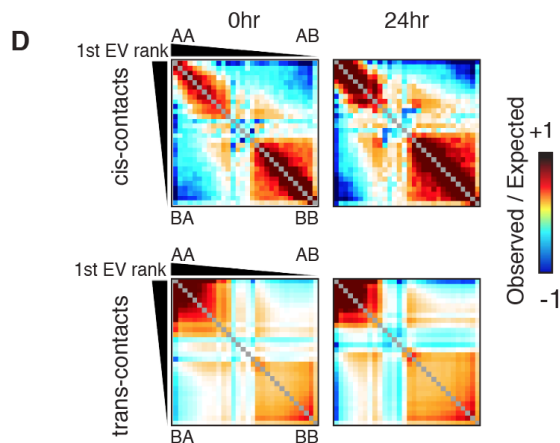 D
0hr
24hr
AA
AB
1st EV rank
cis-contacts
BA
BB
+1
Observed / Expected
-1
AA
AB
1st EV rank
trans-contacts
BA
BB